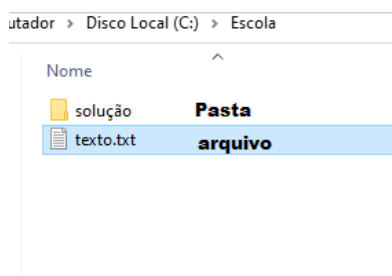 utador > Disco Local (C:) > Escola
Nome
solução Pasta
texto.txt arquivo